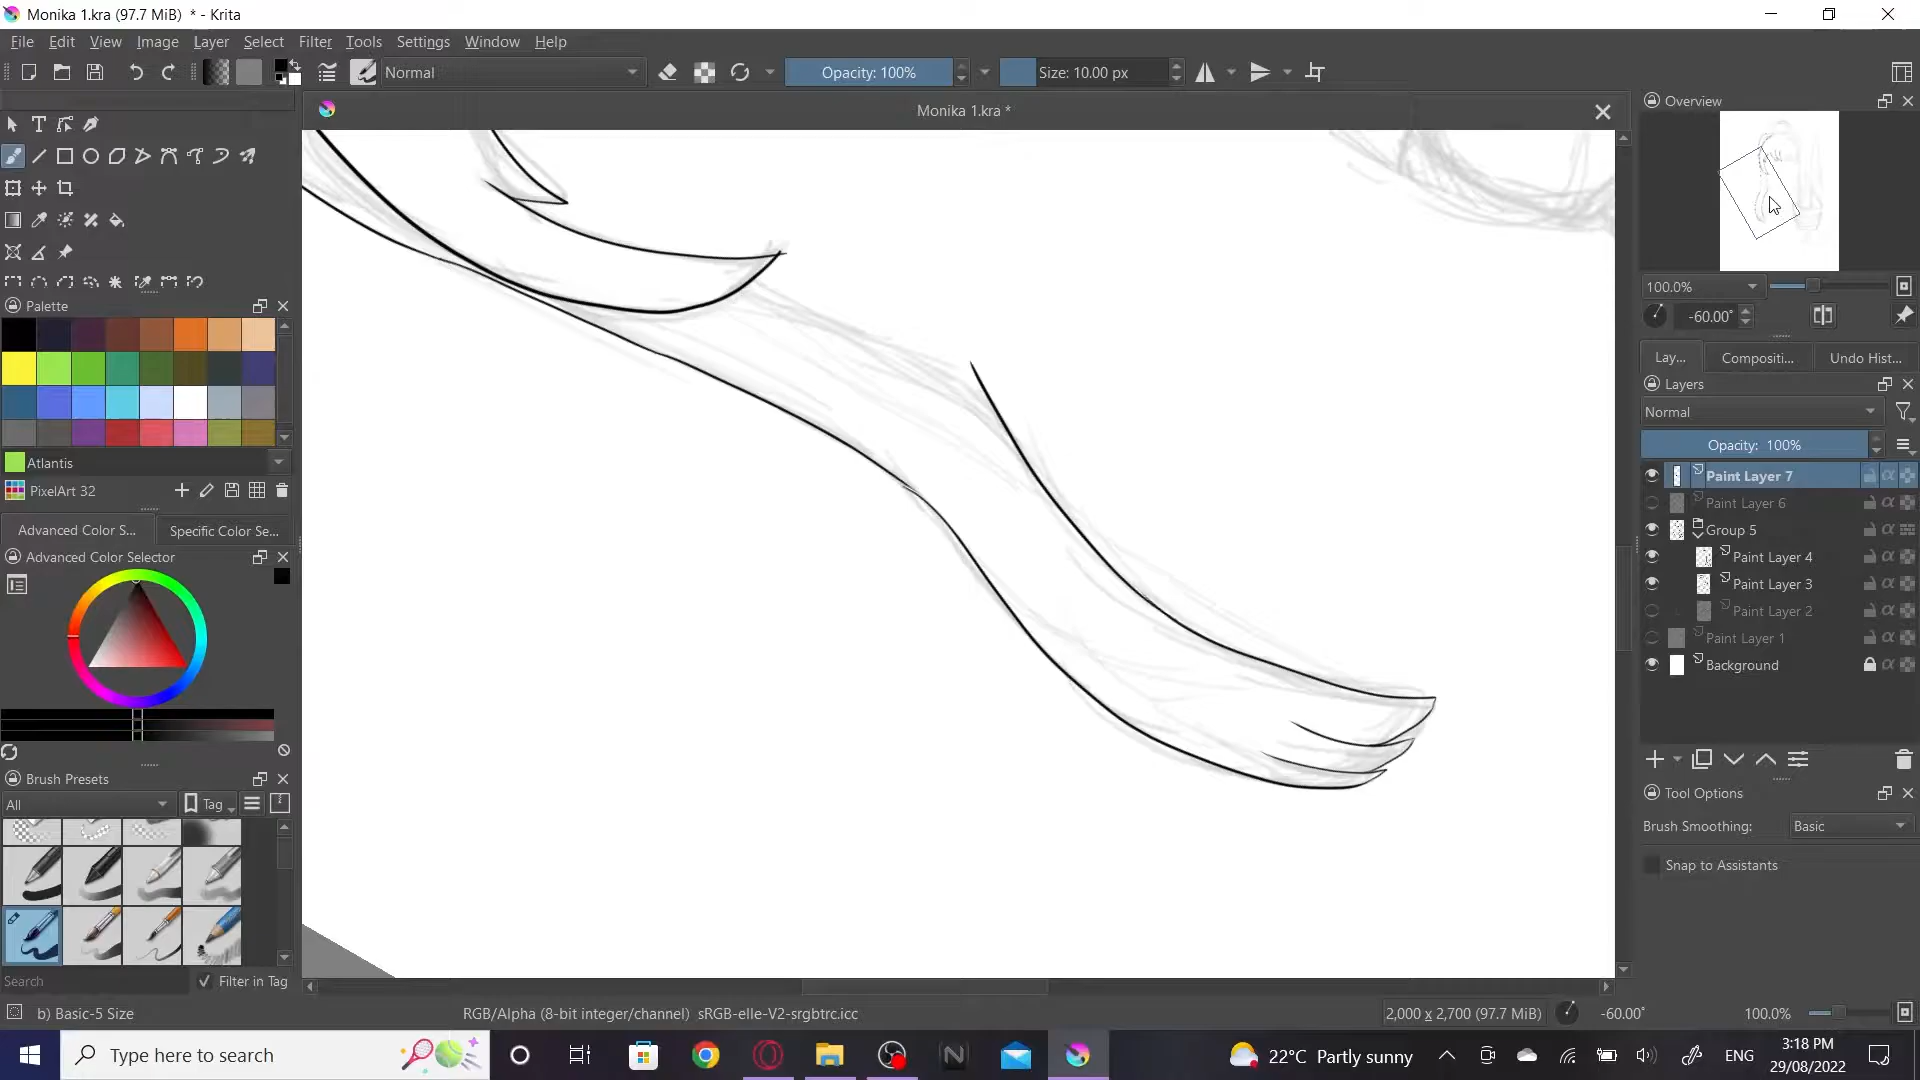 Monika 1.kra (97.7 MiB) * - Krita
File Edit View Image Layer Select Filter Tools Settings Window Help
Normal
Opacity: 100%
Size: 10.00 px
Monika 1.kra *
Overview
100.0%
-60.00°
Palette
Atlantis
PixelArt 32
Advanced Color S...
Specific Color Se...
Advanced Color Selector
Brush Presets
All
Tag
Search
Filter in Tag
Lay...
Compositi...
Undo Hist...
Layers
Normal
Opacity: 100%
Paint Layer 7
Paint Layer 6
Group 5
Paint Layer 4
Paint Layer 3
Paint Layer 2
Paint Layer 1
Background
Tool Options
Brush Smoothing: Basic
Snap to Assistants
b) Basic-5 Size
RGB/Alpha (8-bit integer/channel) sRGB-elle-V2-srgbtrc.icc
2,000 x 2,700 (97.7 MiB)
-60.00°
100.0%
Type here to search
22°C Partly sunny
ENG
3:18 PM
29/08/2022